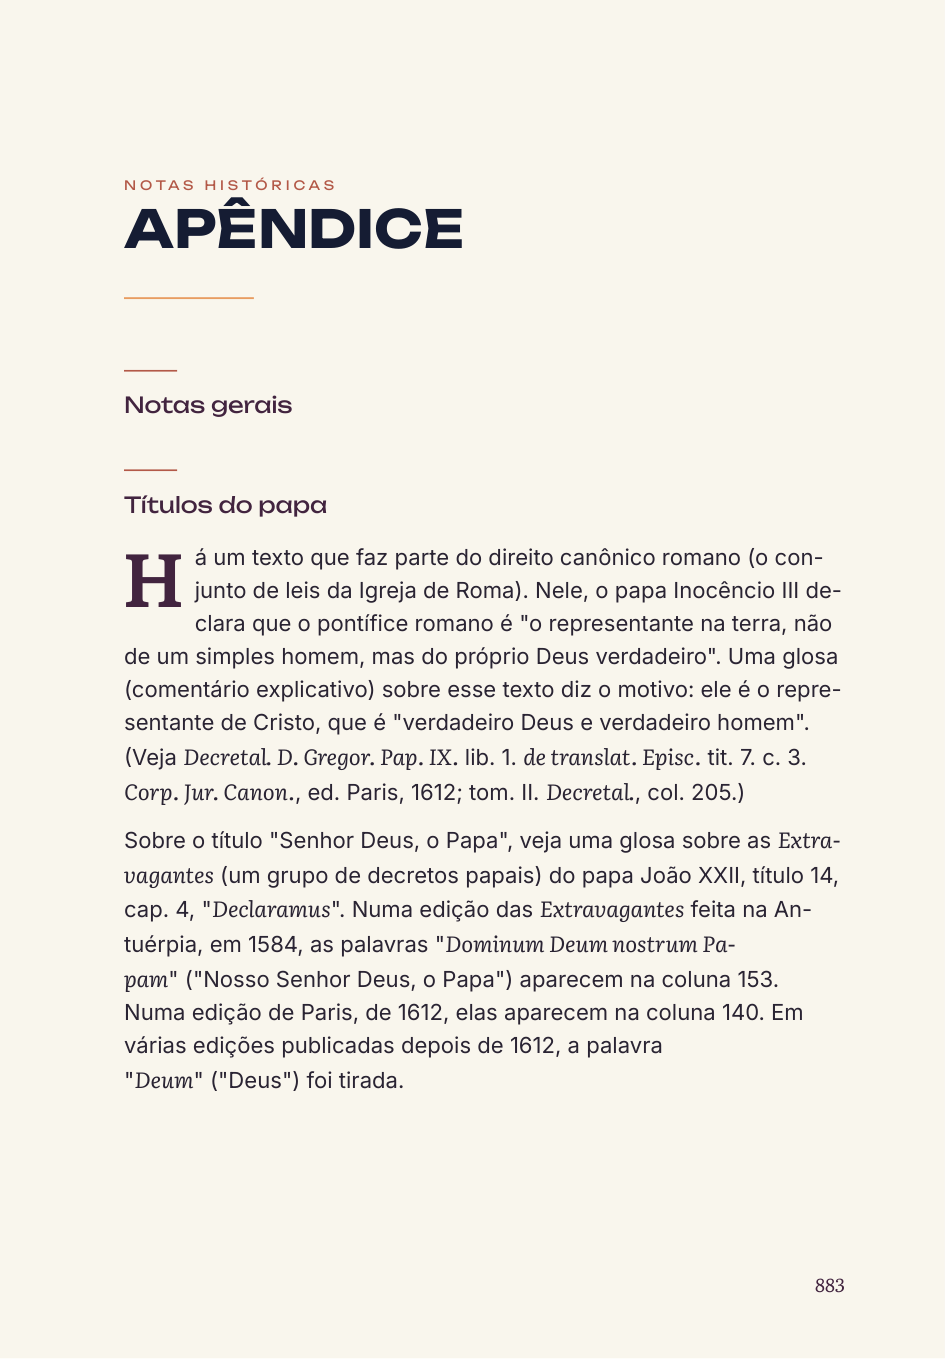 NOTAS HISTÓRICAS
APÊNDICE
Notas gerais
Títulos do papa
Há um texto que faz parte do direito canônico romano (o con-
junto de leis da Igreja de Roma). Nele, o papa Inocêncio III de-
clara que o pontífice romano é "o representante na terra, não
de um simples homem, mas do próprio Deus verdadeiro". Uma glosa
(comentário explicativo) sobre esse texto diz o motivo: ele é o repre-
sentante de Cristo, que é "verdadeiro Deus e verdadeiro homem".
(Veja Decretal. D. Gregor. Pap. IX. lib. 1. de translat. Episc. tit. 7. c. 3.
Corp. Jur. Canon., ed. Paris, 1612; tom. II. Decretal., col. 205.)
Sobre o título "Senhor Deus, o Papa", veja uma glosa sobre as Extra-
vagantes (um grupo de decretos papais) do papa João XXII, título 14,
cap. 4, "Declaramus". Numa edição das Extravagantes feita na An-
tuérpia, em 1584, as palavras "Dominum Deum nostrum Pa-
pam" ("Nosso Senhor Deus, o Papa") aparecem na coluna 153.
Numa edição de Paris, de 1612, elas aparecem na coluna 140. Em
várias edições publicadas depois de 1612, a palavra
"Deum" ("Deus") foi tirada.
883